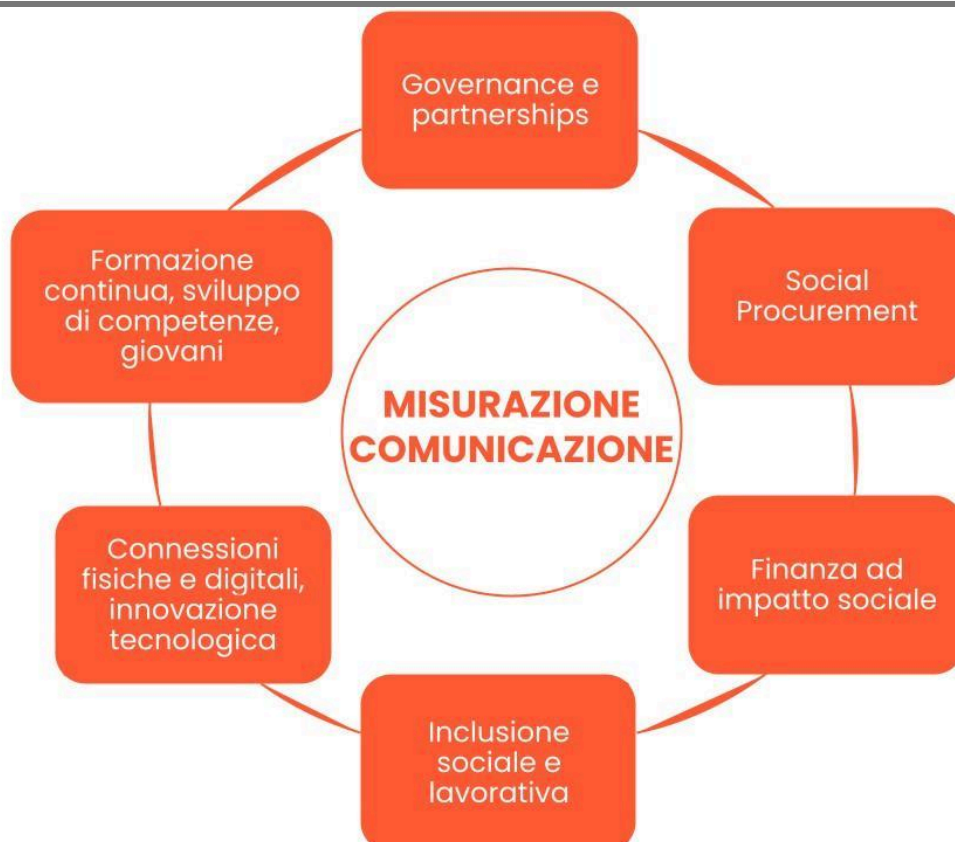 Governance e
partnerships
Social
Procurement
Finanza ad
impatto sociale
Inclusione
sociale e
lavorativa
Connessioni
fisiche e digitali,
innovazione
tecnologica
Formazione
continua, sviluppo
di competenze,
giovani
MISURAZIONE
COMUNICAZIONE